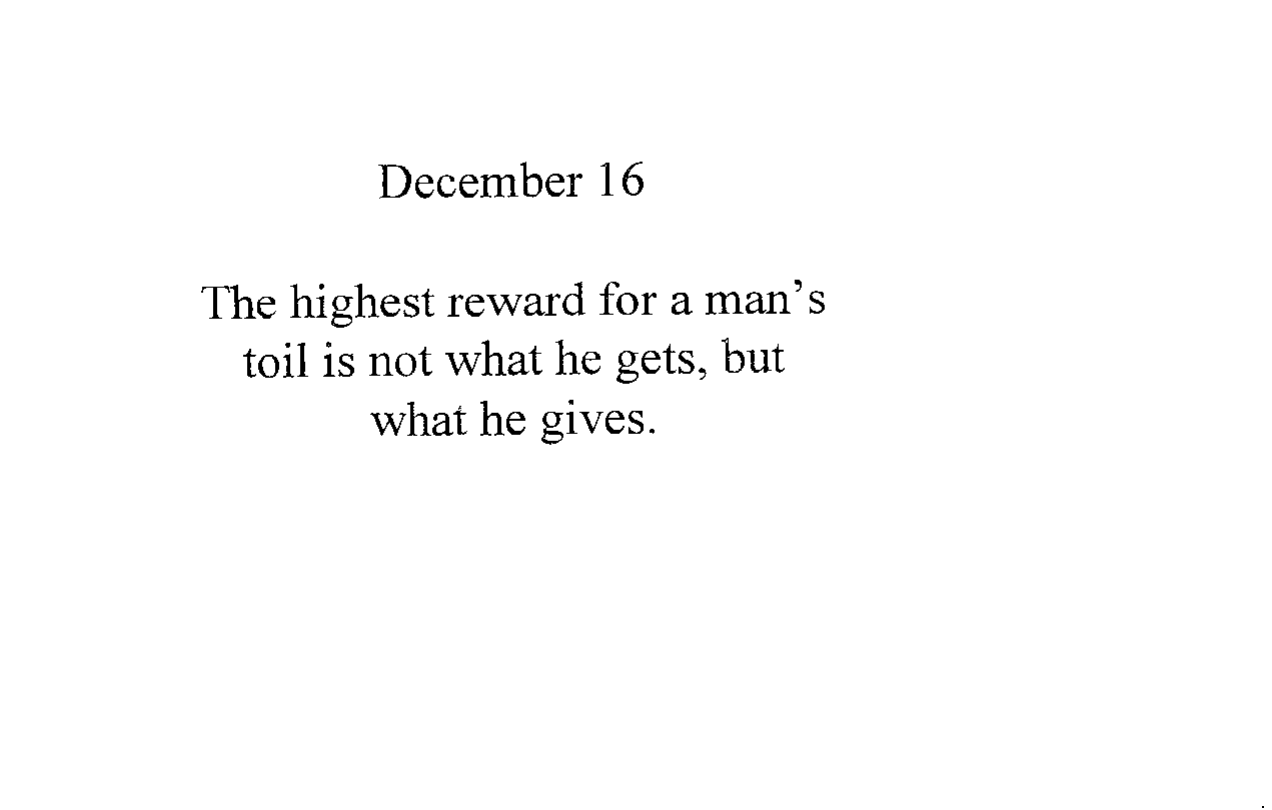 December 16
The highest reward for a man’s
toil is not what he gets, but
what he gives.